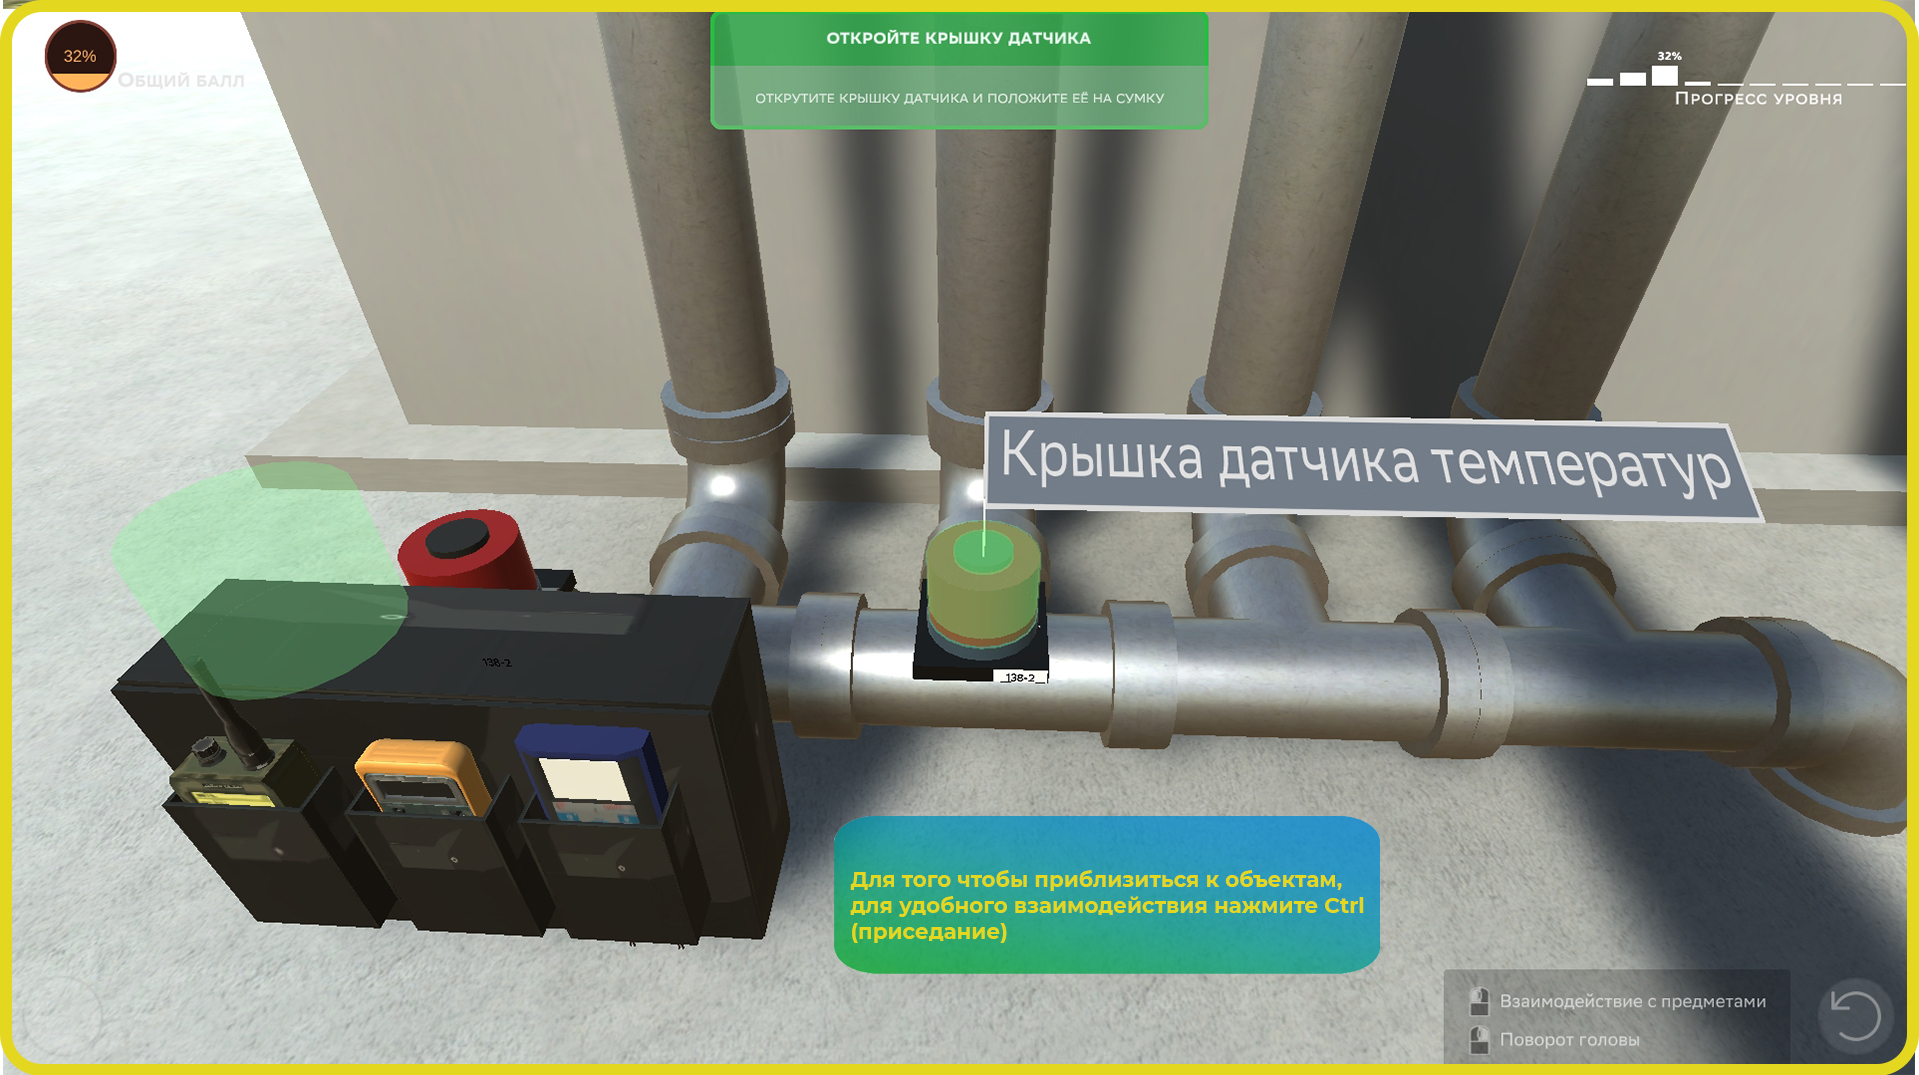 ОТКРОЙТЕ КРЫШКУ ДАТЧИКА
32%
32%
ОБЩИЙ БАЛЛ
ОТКРУТИТЕ КРЫШКУ ДАТЧИКА И ПОЛОЖИТЕ ЕЁ НА СУМКУ
ПРОГРЕСС УРОВНЯ
Крышка датчика температур
138-2
138-2
Для того чтобы приблизиться к объектам,
для удобного взаимодействия нажмите Ctrl
(приседание)
Взаимодействие с предметами
Поворот головы